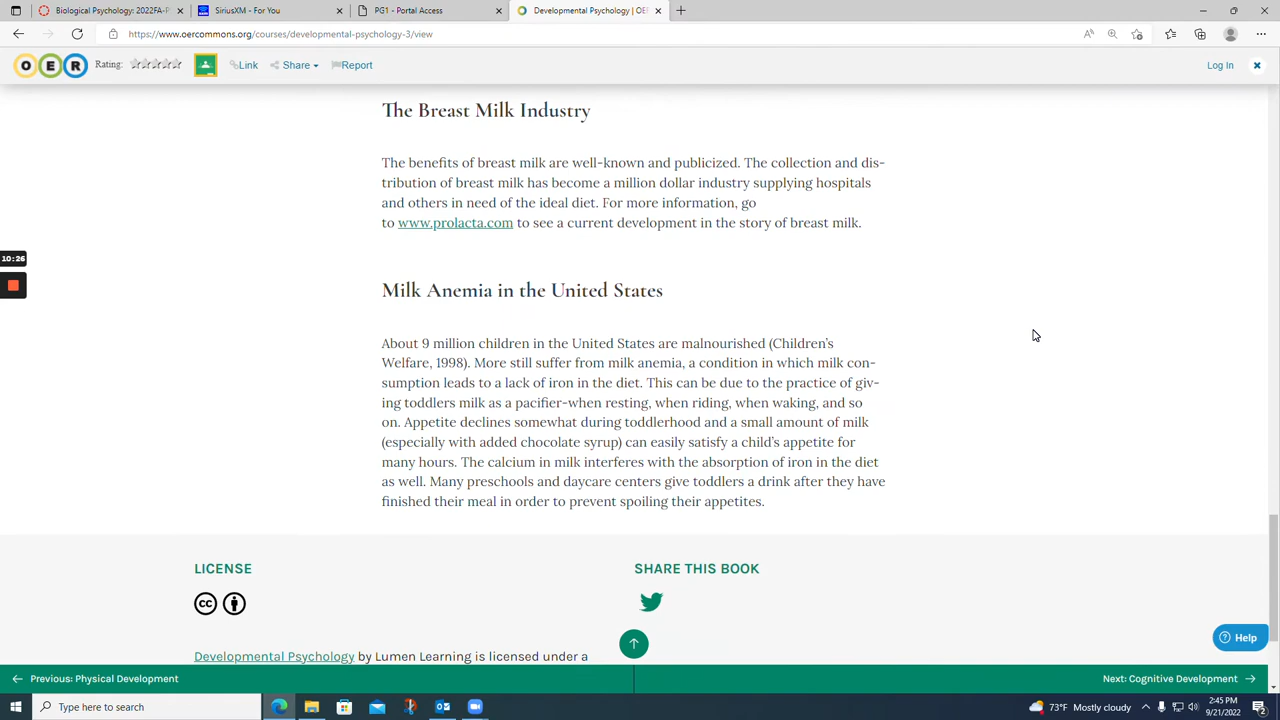 Biological Psychology: 2022FA-P
SiriusXM - For You
PG1 - Portal Access
Developmental Psychology | OER
https://www.oercommons.org/courses/developmental-psychology-3/view
OER
Rating:
Link
Share
Report
Log In
The Breast Milk Industry
The benefits of breast milk are well-known and publicized. The collection and dis-
tribution of breast milk has become a million dollar industry supplying hospitals
and others in need of the ideal diet. For more information, go
to www.prolacta.com to see a current development in the story of breast milk.
10:26
Milk Anemia in the United States
About 9 million children in the United States are malnourished (Children's
Welfare, 1998). More still suffer from milk anemia, a condition in which milk con-
sumption leads to a lack of iron in the diet. This can be due to the practice of giv-
ing toddlers milk as a pacifier-when resting, when riding, when waking, and so
on. Appetite declines somewhat during toddlerhood and a small amount of milk
(especially with added chocolate syrup) can easily satisfy a child's appetite for
many hours. The calcium in milk interferes with the absorption of iron in the diet
as well. Many preschools and daycare centers give toddlers a drink after they have
finished their meal in order to prevent spoiling their appetites.
LICENSE
SHARE THIS BOOK
cc
Help
Developmental Psychology by Lumen Learning is licensed under a
Previous: Physical Development
Next: Cognitive Development
Type here to search
73°F Mostly cloudy
2:45 PM
9/21/2022
2